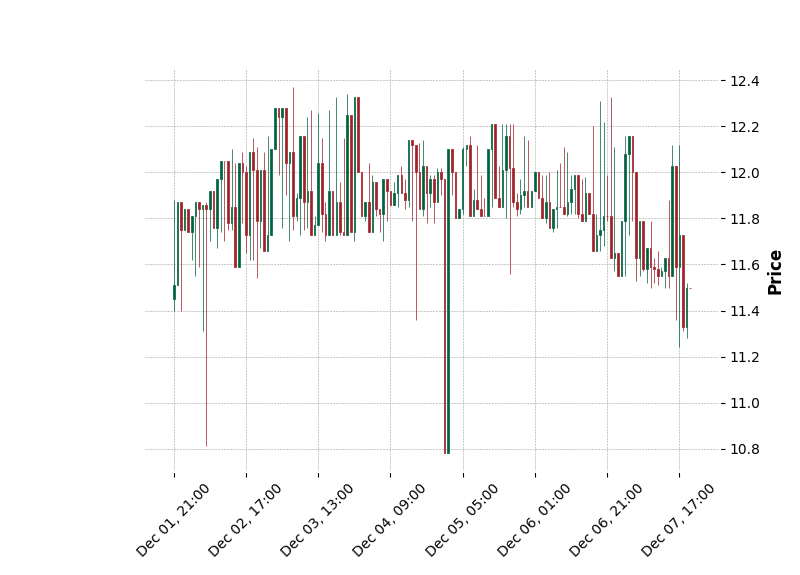 12.4
12.2
12.0
11.8
11.6
11.4
11.2
11.0
10.8
Price
Dec 01, 21:00
Dec 02, 17:00
Dec 03, 13:00
Dec 04, 09:00
Dec 05, 05:00
Dec 06, 01:00
Dec 06, 21:00
Dec 07, 17:00